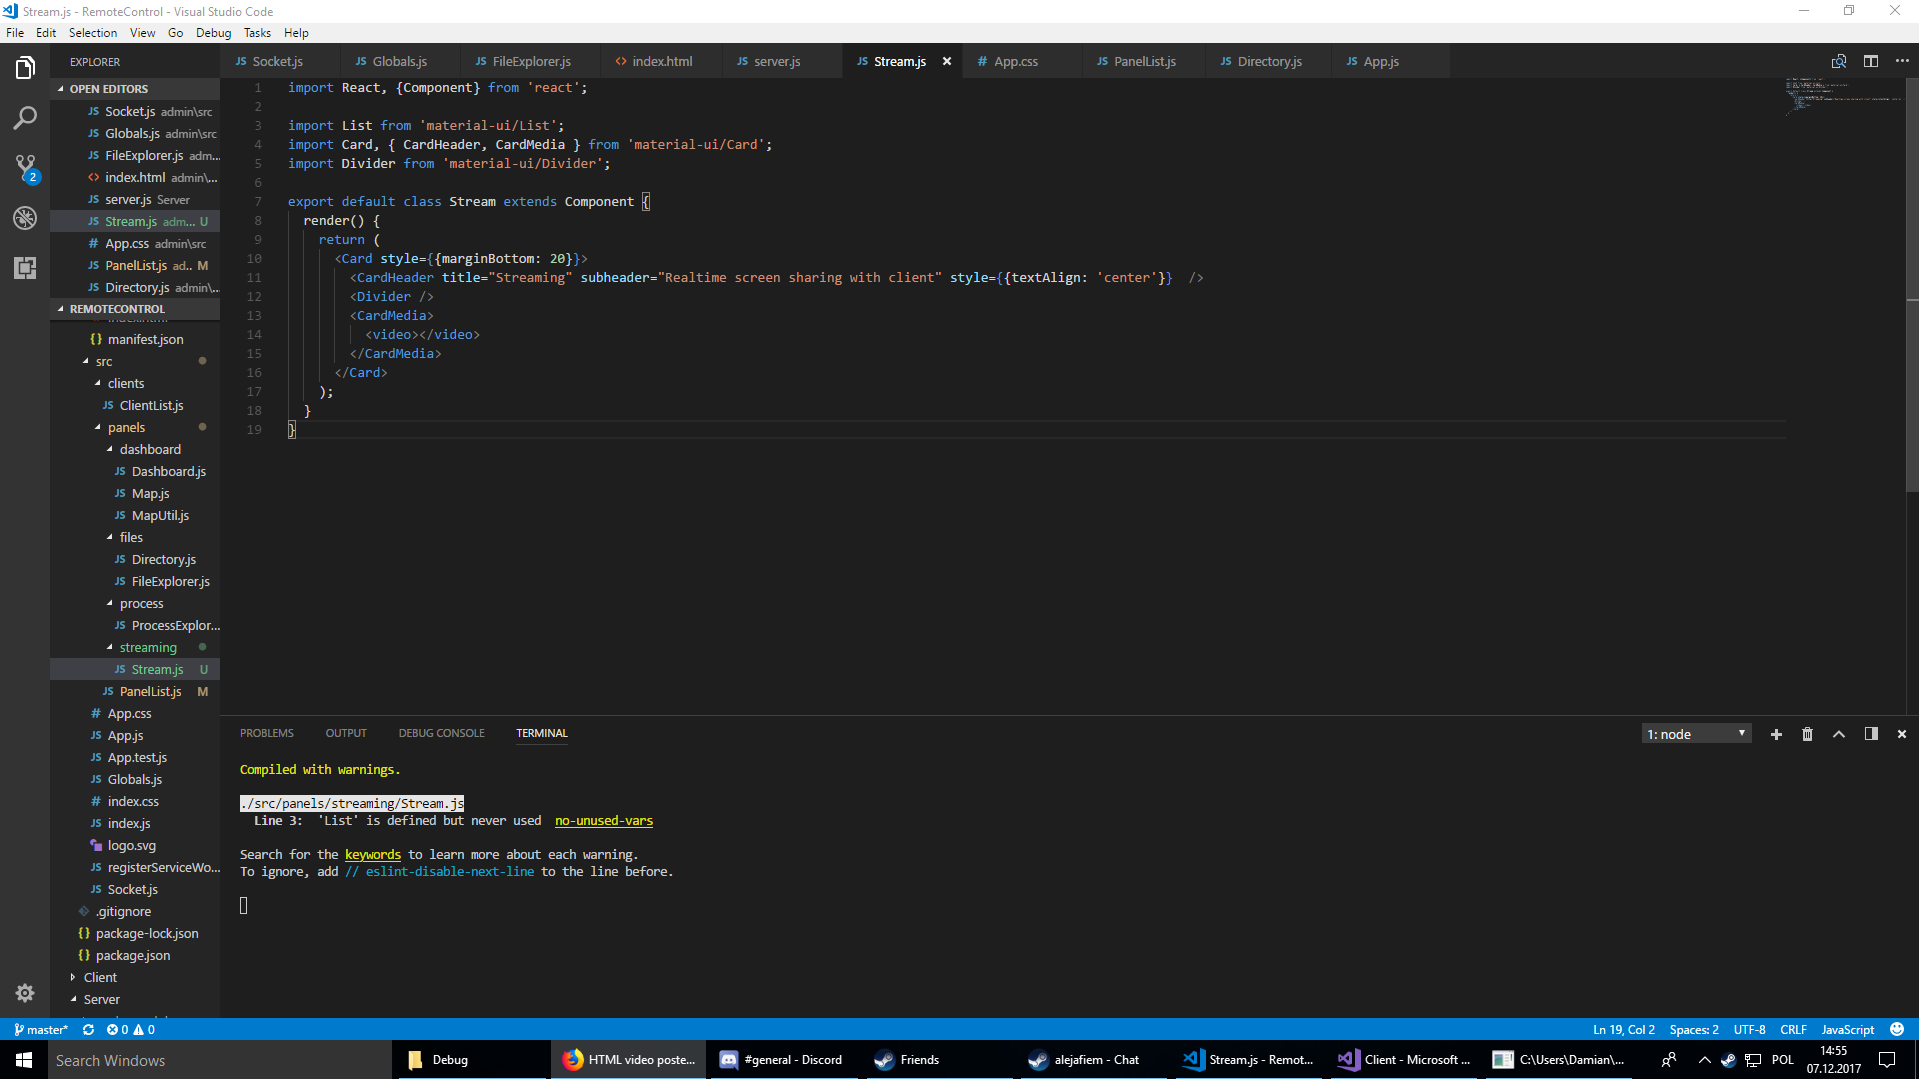 Stream.js - RemoteControl - Visual Studio Code
File Edit Selection View Go Debug Tasks Help
EXPLORER
OPEN EDITORS
JS Socket.js admin\src
JS Globals.js admin\src
JS FileExplorer.js adm...
<> index.html admin\...
JS server.js Server
JS Stream.js adm... U
# App.css admin\src
JS PanelList.js ad.. M
JS Directory.js admin\...
REMOTECONTROL
{} manifest.json
src
clients
JS ClientList.js
panels
dashboard
JS Dashboard.js
JS Map.js
JS MapUtil.js
files
JS Directory.js
JS FileExplorer.js
process
JS ProcessExplor...
streaming
JS Stream.js U
JS PanelList.js M
# App.css
JS App.js
JS App.test.js
JS Globals.js
# index.css
JS index.js
logo.svg
JS registerServiceWo...
JS Socket.js
.gitignore
{} package-lock.json
{} package.json
Client
Server
2
JS Socket.js JS Globals.js JS FileExplorer.js <> index.html JS server.js JS Stream.js # App.css JS PanelList.js JS Directory.js JS App.js
1 import React, {Component} from 'react';
2
3 import List from 'material-ui/List';
4 import Card, { CardHeader, CardMedia } from 'material-ui/Card';
5 import Divider from 'material-ui/Divider';
6
7 export default class Stream extends Component {
8 render() {
9 return (
10 <Card style={{marginBottom: 20}}>
11 <CardHeader title="Streaming" subheader="Realtime screen sharing with client" style={{textAlign: 'center'}} />
12 <Divider />
13 <CardMedia>
14 <video></video>
15 </CardMedia>
16 </Card>
17 );
18 }
19 }
PROBLEMS OUTPUT DEBUG CONSOLE TERMINAL
1: node
Compiled with warnings.
./src/panels/streaming/Stream.js
Line 3: 'List' is defined but never used no-unused-vars
Search for the keywords to learn more about each warning.
To ignore, add // eslint-disable-next-line to the line before.
master* 0 0
Ln 19, Col 2 Spaces: 2 UTF-8 CRLF JavaScript
Search Windows
Debug
HTML video poste...
#general - Discord
Friends
alejafiem - Chat
Stream.js - Remot...
Client - Microsoft ...
C:\Users\Damian\...
POL
14:55
07.12.2017